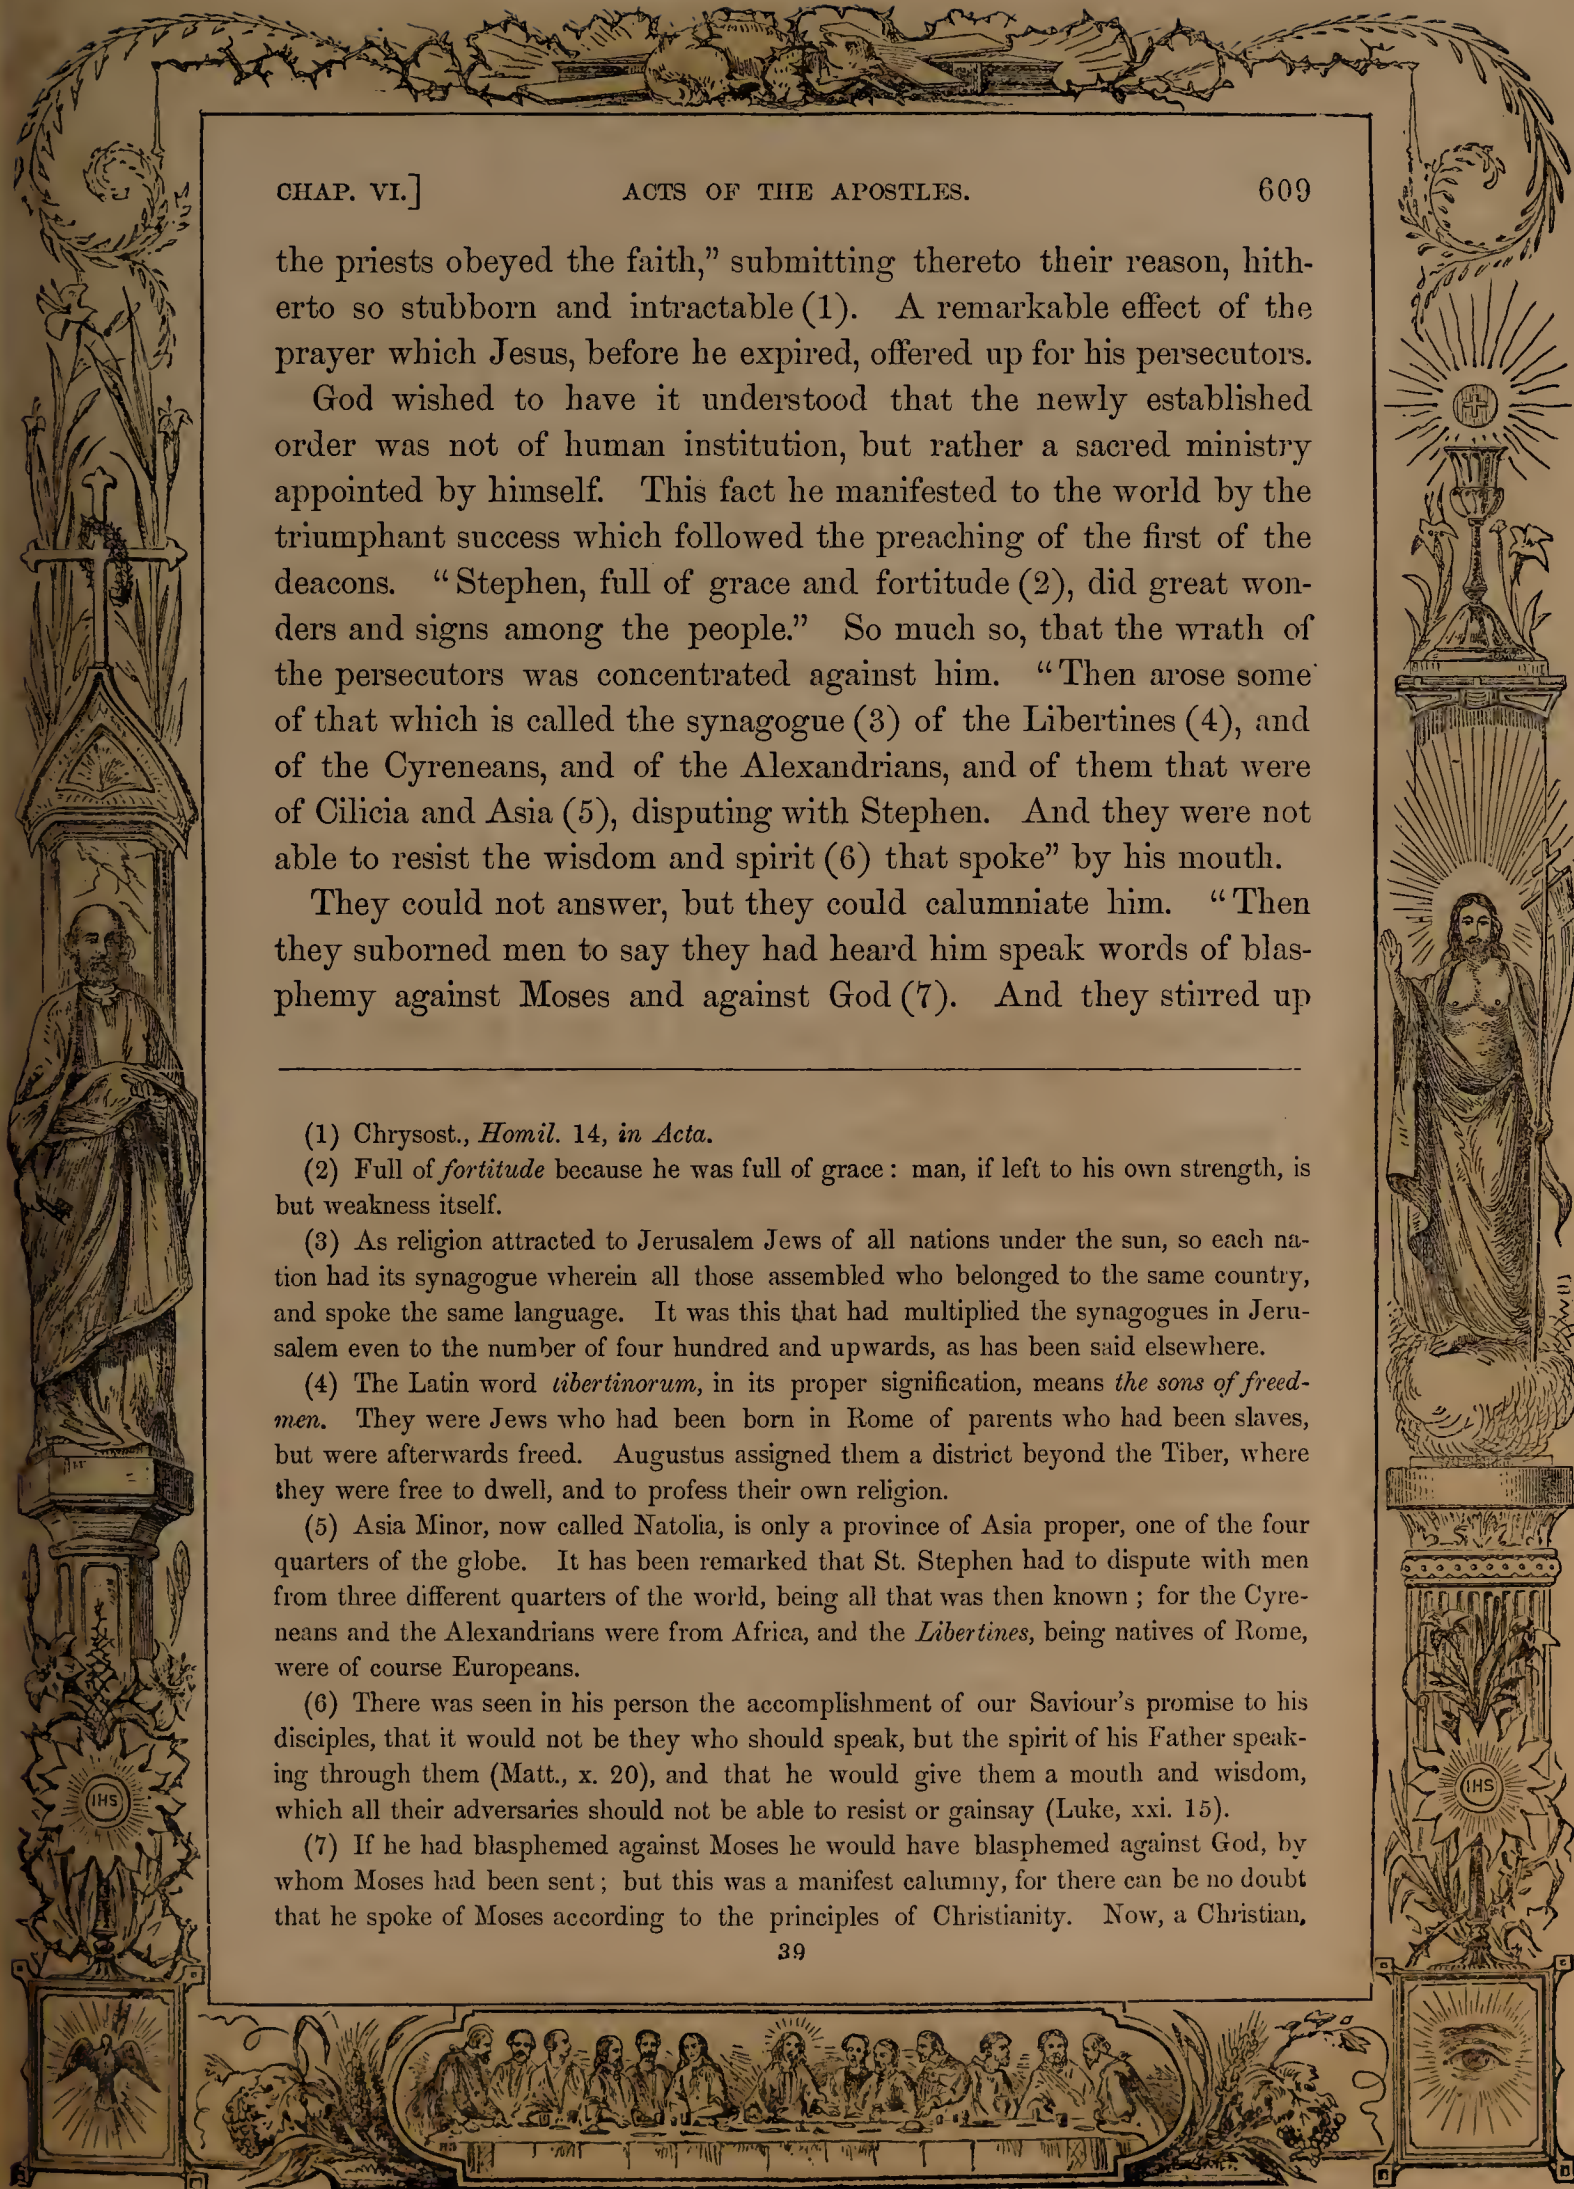 CHAP. VI.] ACTS OF THE APOSTLES. 609
the priests obeyed the faith,” submitting thereto their reason, hith-
erto so stubborn and intractable (1). A remarkable effect of the
prayer which Jesus, before he expired, offered up for his persecutors.
God wished to have it understood that the newly established
order was not of human institution, but rather a sacred ministry
appointed by himself. This fact he manifested to the world by the
triumphant success which followed the preaching of the first of the
deacons. “Stephen, full of grace and fortitude (2), did great won-
ders and signs among the people.” So much so, that the wrath of
the persecutors was concentrated against him. “Then arose some
of that which is called the synagogue (3) of the Libertines (4), and
of the Cyreneans, and of the Alexandrians, and of them that were
of Cilicia and Asia (5), disputing with Stephen. And they were not
able to resist the wisdom and spirit (6) that spoke” by his mouth.
They could not answer, but they could calumniate him. “Then
they suborned men to say they had heard him speak words of blas-
phemy against Moses and against God (7). And they stirred up
(1) Chrysost., Homil. 14, in Acta.
(2) Full of fortitude because he was full of grace : man, if left to his own strength, is
but weakness itself.
(3) As religion attracted to Jerusalem Jews of all nations under the sun, so each na-
tion had its synagogue wherein all those assembled who belonged to the same country,
and spoke the same language. It was this that had multiplied the synagogues in Jeru-
salem even to the number of four hundred and upwards, as has been said elsewhere.
(4) The Latin word libertinorum, in its proper signification, means the sons of freed-
men. They were Jews who had been born in Rome of parents who had been slaves,
but were afterwards freed. Augustus assigned them a district beyond the Tiber, where
they were free to dwell, and to profess their own religion.
(5) Asia Minor, now called Natolia, is only a province of Asia proper, one of the four
quarters of the globe. It has been remarked that St. Stephen had to dispute with men
from three different quarters of the world, being all that was then known ; for the Cyre-
neans and the Alexandrians were from Africa, and the Libertines, being natives of Rome,
were of course Europeans.
(6) There was seen in his person the accomplishment of our Saviour’s promise to his
disciples, that it would not be they who should speak, but the spirit of his Father speak-
ing through them (Matt., x. 20), and that he would give them a mouth and wisdom,
which all their adversaries should not be able to resist or gainsay (Luke, xxi. 15).
(7) If he had blasphemed against Moses he would have blasphemed against God, by
whom Moses had been sent ; but this was a manifest calumny, for there can be no doubt
that he spoke of Moses according to the principles of Christianity. Now, a Christian,
39
IHS
IHS